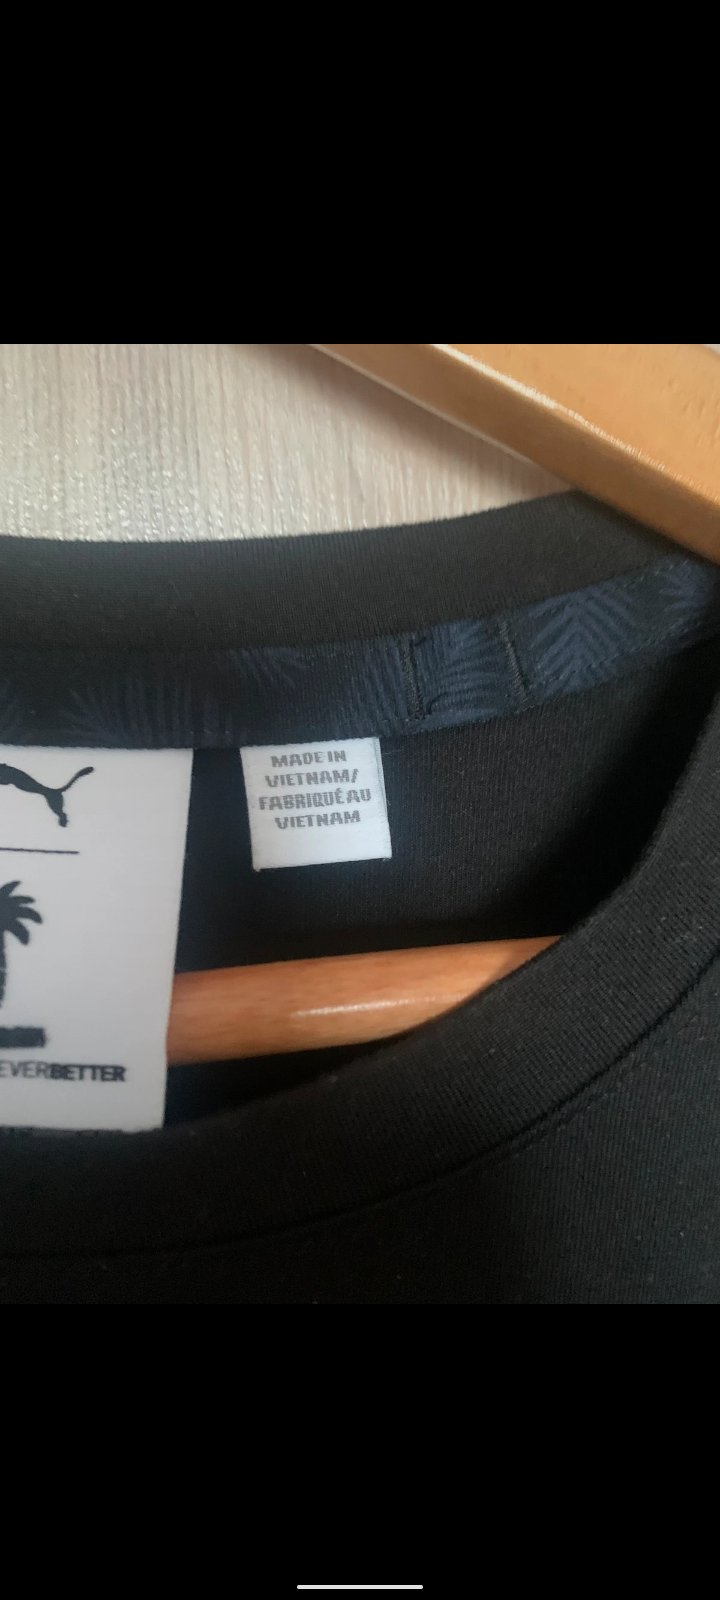 MADE IN
VIETNAM/
FABRIQUÉ AU
VIETNAM
EVERBETTER